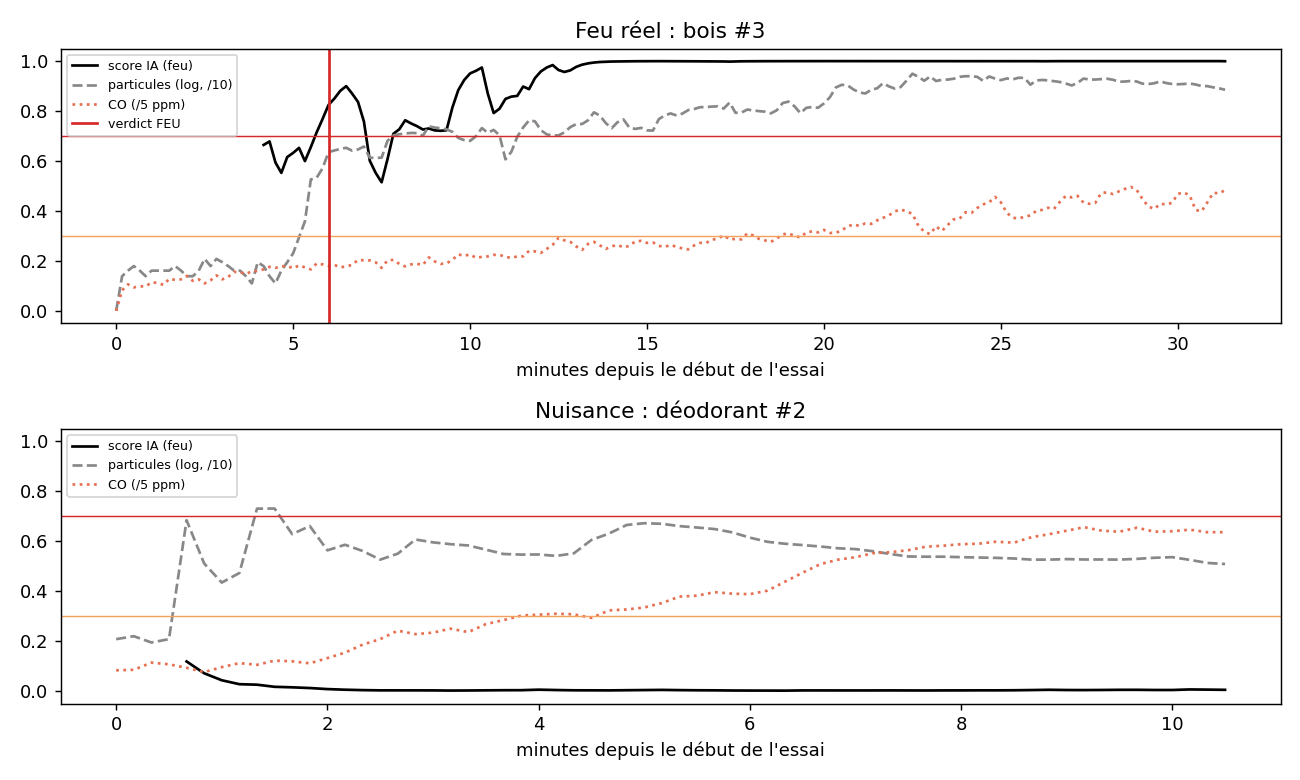 Feu réel : bois #3
score IA (feu)
particules (log, /10)
CO (/5 ppm)
verdict FEU
1.0
0.8
0.6
0.4
0.2
0.0
0 5 10 15 20 25 30
minutes depuis le début de l'essai
Nuisance : déodorant #2
score IA (feu)
particules (log, /10)
CO (/5 ppm)
1.0
0.8
0.6
0.4
0.2
0.0
0 2 4 6 8 10
minutes depuis le début de l'essai